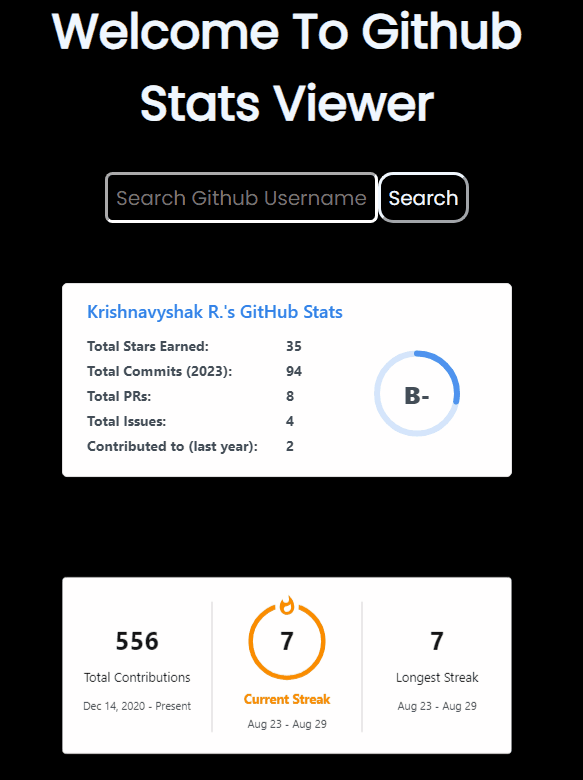 Welcome To Github
Stats Viewer
Search Github Username
Search
Krishnavyshak R.'s GitHub Stats
Total Stars Earned: 35
Total Commits (2023): 94
Total PRs: 8
Total Issues: 4
Contributed to (last year): 2
B-
556
Total Contributions
Dec 14, 2020 - Present
7
Current Streak
Aug 23 - Aug 29
7
Longest Streak
Aug 23 - Aug 29